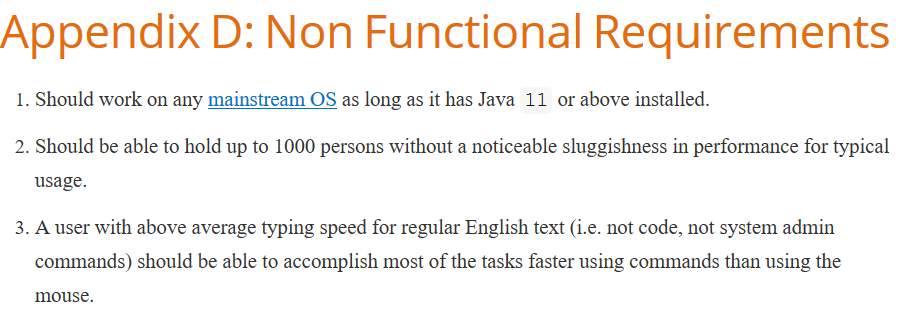 Appendix D: Non Functional Requirements
1. Should work on any mainstream OS as long as it has Java 11 or above installed.
2. Should be able to hold up to 1000 persons without a noticeable sluggishness in performance for typical
usage.
3. A user with above average typing speed for regular English text (i.e. not code, not system admin
commands) should be able to accomplish most of the tasks faster using commands than using the
mouse.